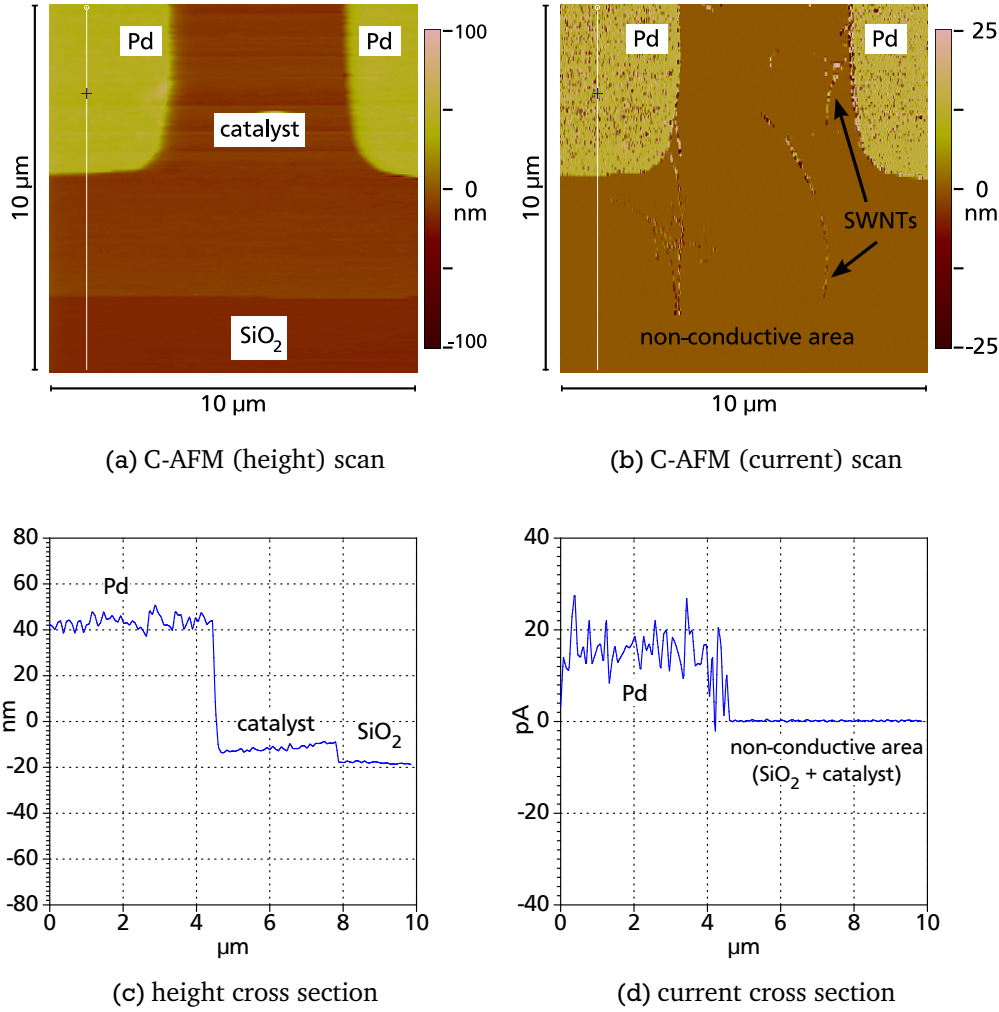 Pd
Pd
catalyst
SiO2
10 µm
10 µm
100
0
nm
-100
Pd
Pd
SWNTs
non-conductive area
10 µm
10 µm
25
0
nm
-25
(a) C-AFM (height) scan
(b) C-AFM (current) scan
80
60
40
20
0
-20
-40
-60
-80
nm
Pd
catalyst
SiO2
0
2
4
6
8
10
µm
40
20
0
-20
-40
pA
Pd
non-conductive area
(SiO2 + catalyst)
0
2
4
6
8
10
µm
(c) height cross section
(d) current cross section